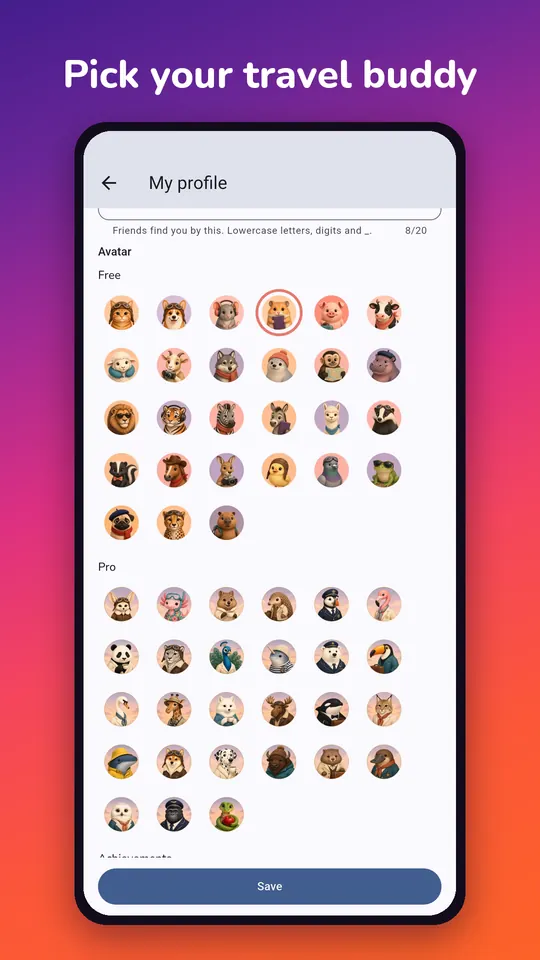 Pick your travel buddy
My profile
Friends find you by this. Lowercase letters, digits and _.
8/20
Avatar
Free
Pro
Achievements
Save